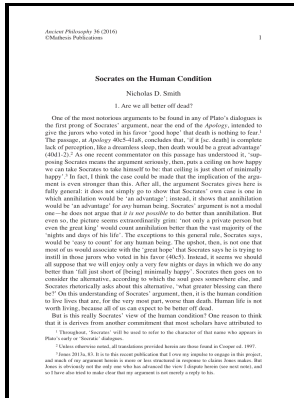 Ancient Philosophy 36 (2016)
©Mathesis Publications 1
Socrates on the Human Condition
Nicholas D. Smith
1. Are we all better off dead?
One of the most notorious arguments to be found in any of Plato's dialogues is
the first prong of Socrates' argument, near the end of the Apology, intended to
give the jurors who voted in his favor 'good hope' that death is nothing to fear.¹
The passage, at Apology 40c5-41a8, concludes that, 'if it [sc. death] is complete
lack of perception, like a dreamless sleep, then death would be a great advantage'
(40d1-2).² As one recent commentator on this passage has understood it, 'sup-
posing Socrates means the argument seriously, then, puts a ceiling on how happy
we can take Socrates to take himself to be: that ceiling is just short of minimally
happy'.³ In fact, I think the case could be made that the implication of the argu-
ment is even stronger than this. After all, the argument Socrates gives here is
fully general: it does not simply go to show that Socrates' own case is one in
which annihilation would be 'an advantage'; instead, it shows that annihilation
would be 'an advantage' for any human being. Socrates' argument is not a modal
one—he does not argue that it is not possible to do better than annihilation. But
even so, the picture seems extraordinarily grim: 'not only a private person but
even the great king' would count annihilation better than the vast majority of the
'nights and days of his life'. The exceptions to this general rule, Socrates says,
would be 'easy to count' for any human being. The upshot, then, is not one that
most of us would associate with the 'great hope' that Socrates says he is trying to
instill in those jurors who voted in his favor (40c5). Instead, it seems we should
all suppose that we will enjoy only a very few nights or days in which we do any
better than 'fall just short of [being] minimally happy'. Socrates then goes on to
consider the alternative, according to which the soul goes somewhere else, and
Socrates rhetorically asks about this alternative, 'what greater blessing can there
be?' On this understanding of Socrates' argument, then, it is the human condition
to live lives that are, for the very most part, worse than death. Human life is not
worth living, because all of us can expect to be better off dead.
But is this really Socrates' view of the human condition? One reason to think
that it is derives from another commitment that most scholars have attributed to
¹ Throughout, 'Socrates' will be used to refer to the character of that name who appears in
Plato's early or 'Socratic' dialogues.
² Unless otherwise noted, all translations provided herein are those found in Cooper ed. 1997.
³ Jones 2013a, 83. It is to this recent publication that I owe my impulse to engage in this project,
and much of my argument herein is more or less structured in response to claims Jones makes. But
Jones is obviously not the only one who has advanced the view I dispute herein (see next note), and
so I have also tried to make clear that my argument is not merely a reply to his.